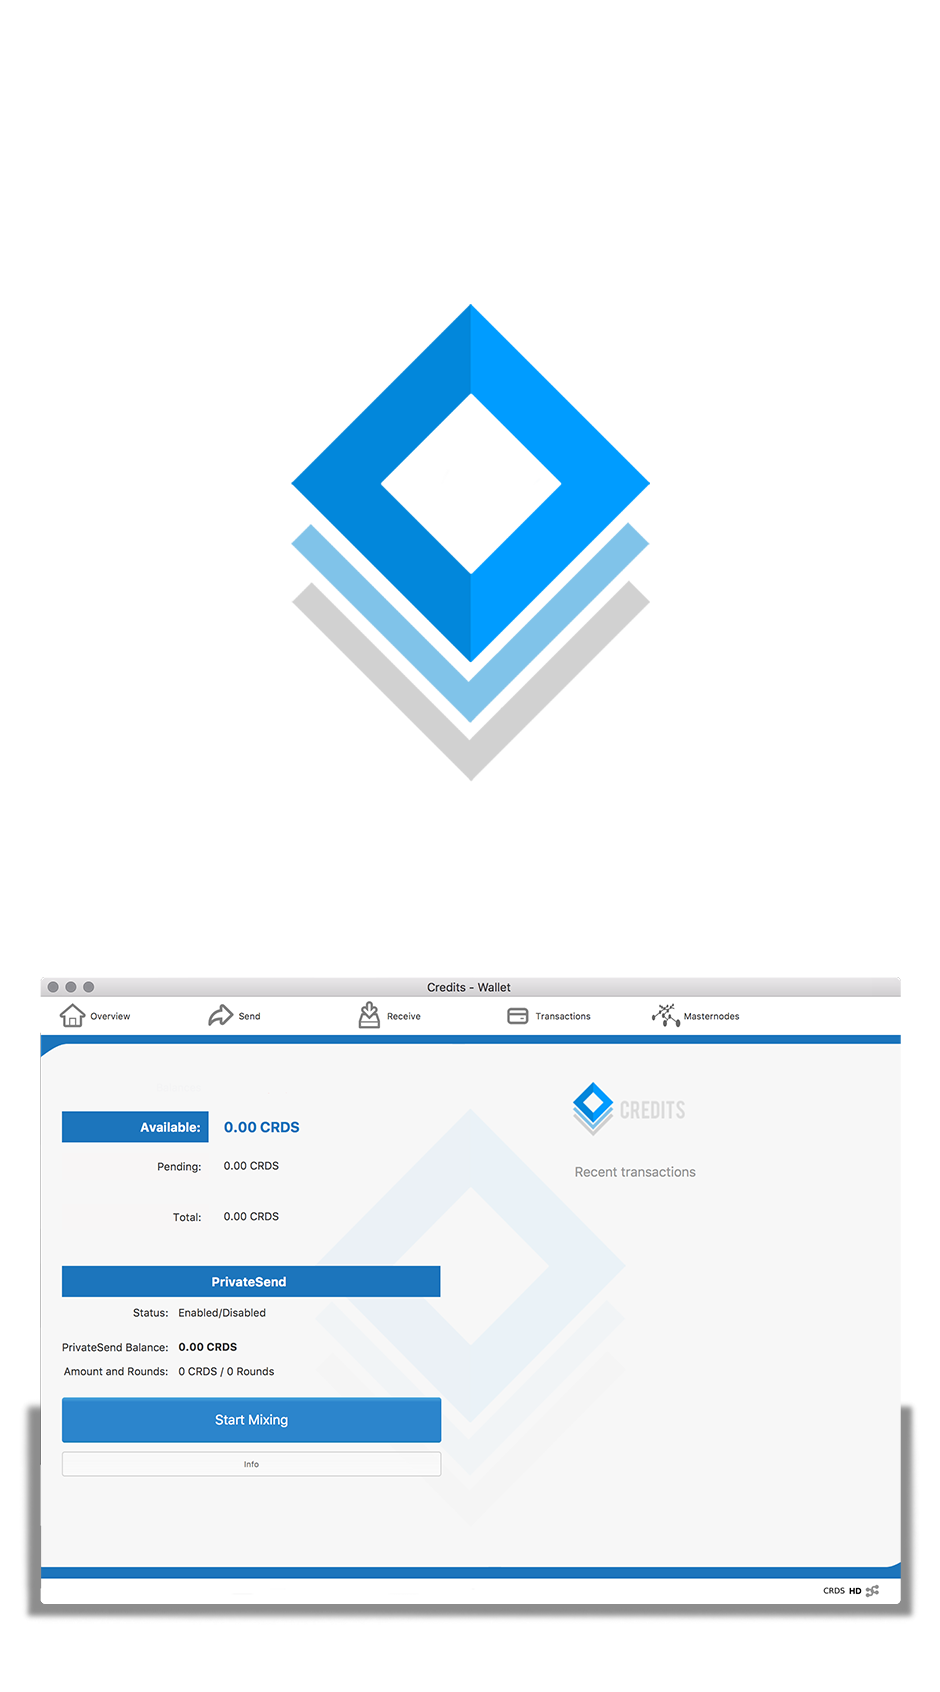 Credits - Wallet
Overview Send Receive Transactions Masternodes
CREDITS
Available: 0.00 CRDS
Pending: 0.00 CRDS
Recent transactions
Total: 0.00 CRDS
PrivateSend
Status: Enabled/Disabled
PrivateSend Balance: 0.00 CRDS
Amount and Rounds: 0 CRDS / 0 Rounds
Start Mixing
Info
CRDS HD